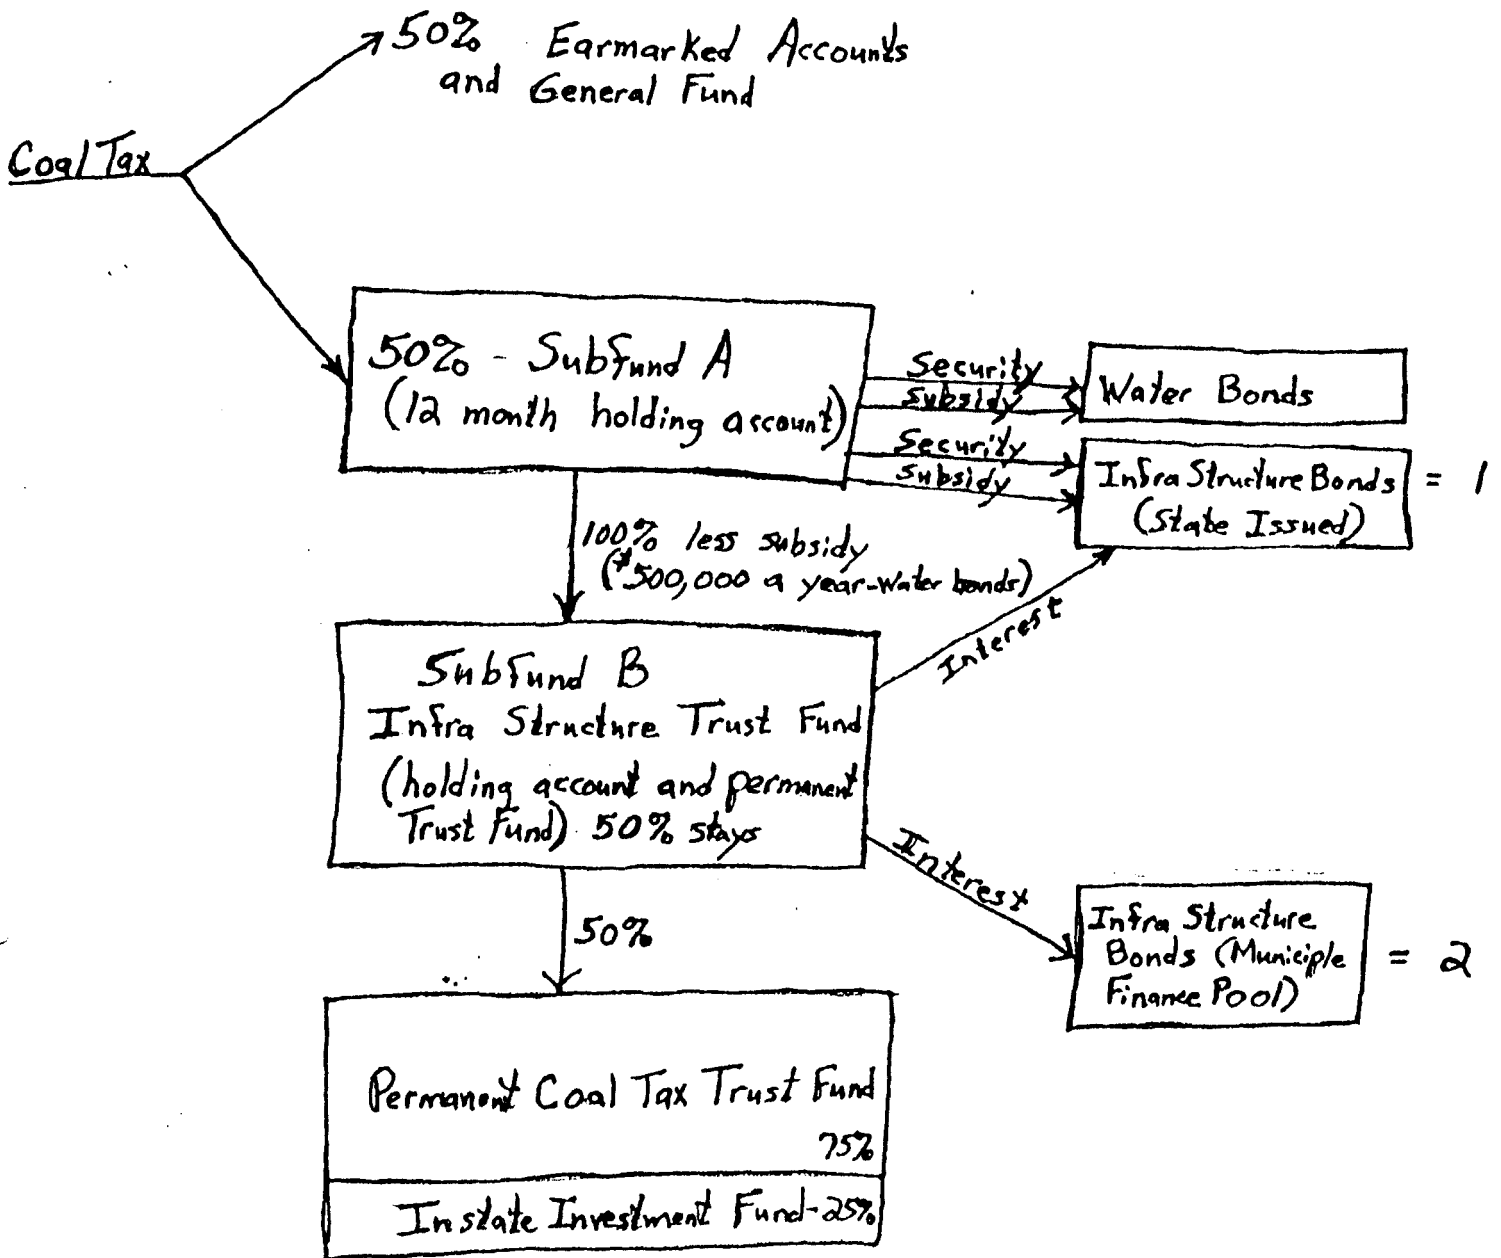 50% Earmarked Accounts
and General Fund
Coal Tax
50% - Subfund A
(12 month holding account)
Security
Subsidy
Water Bonds
Security
Subsidy
Infra Structure Bonds
(State Issued)
= 1
100% less subsidy
($500,000 a year-Water bonds)
Interest
Subfund B
Infra Structure Trust Fund
(holding account and permanent
Trust Fund) 50% stays
Interest
Infra Structure
Bonds (Municiple
Finance Pool)
= 2
50%
Permanent Coal Tax Trust Fund
75%
Instate Investment Fund-25%